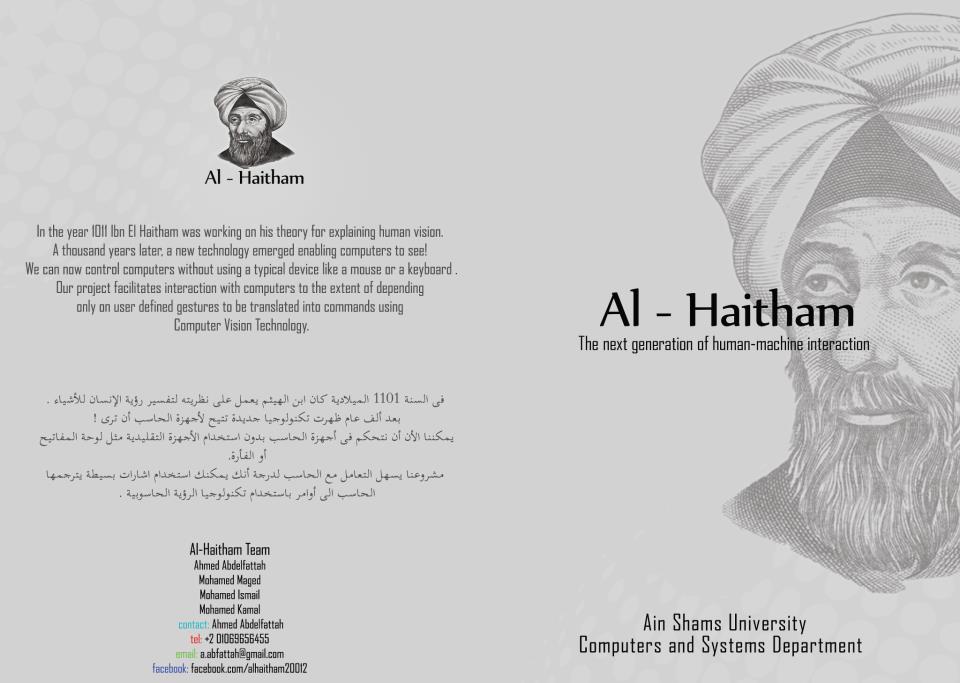 Al - Haitham
In the year 1011 Ibn El Haitham was working on his theory for explaining human vision.
A thousand years later, a new technology emerged enabling computers to see!
We can now control computers without using a typical device like a mouse or a keyboard .
Our project facilitates interaction with computers to the extent of depending
only on user defined gestures to be translated into commands using
Computer Vision Technology.
فى السنة 1101 الميلادية كان ابن الهيثم يعمل على نظريته لتفسير رؤية الإنسان للأشياء .
بعد ألف عام ظهرت تكنولوجيا جديدة تتيح لأجهزة الحاسب أن ترى !
يمكننا الأن أن نتحكم فى أجهزة الحاسب بدون استخدام الأجهزة التقليدية مثل لوحة المفاتيح
أو الفأرة.
مشروعنا يسهل التعامل مع الحاسب لدرجة أنك يمكنك استخدام اشارات بسيطة يترجمها
الحاسب الى أوامر باستخدام تكنولوجيا الرؤية الحاسوبية .
Al-Haitham Team
Ahmed Abdelfattah
Mohamed Maged
Mohamed Ismail
Mohamed Kamal
contact: Ahmed Abdelfattah
tel: +2 01069656455
email: a.abfattah@gmail.com
facebook: facebook.com/alhaitham20012
Al - Haitham
The next generation of human-machine interaction
Ain Shams University
Computers and Systems Department